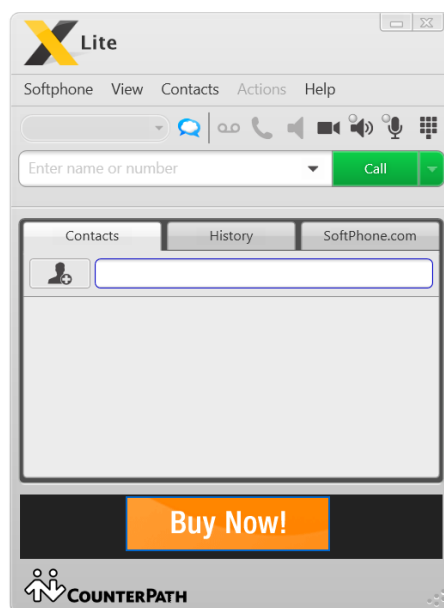 X Lite
Softphone View Contacts Actions Help
Enter name or number Call
Contacts History SoftPhone.com
Buy Now!
COUNTERPATH